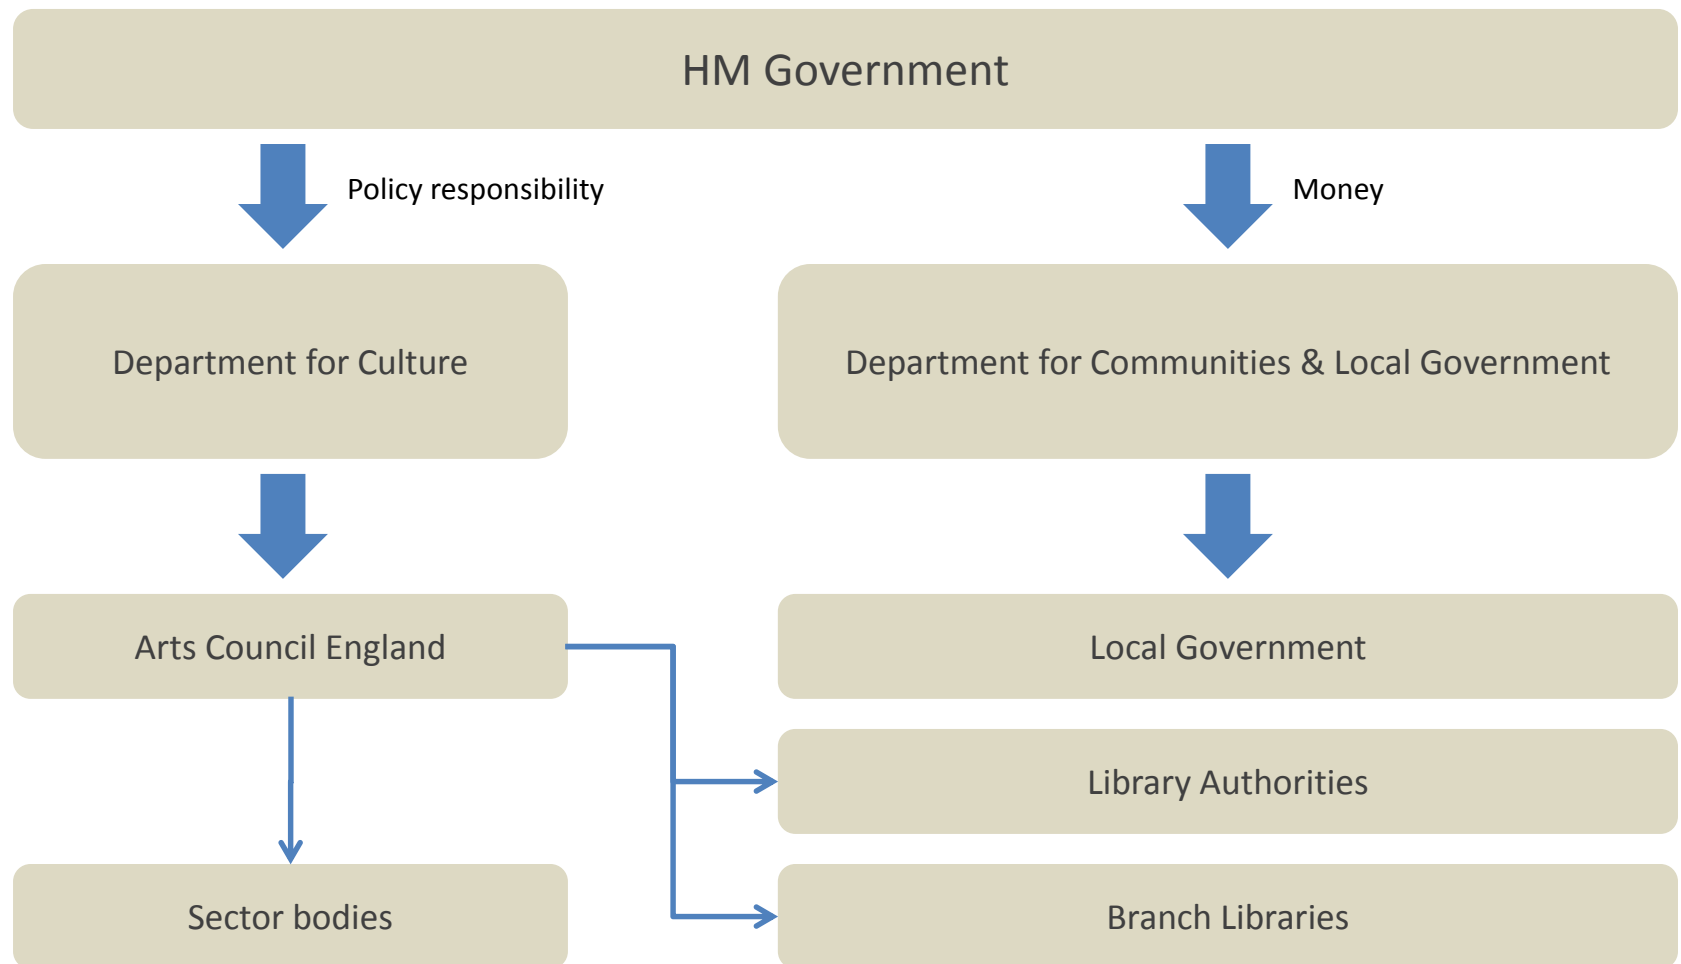 HM Government
Policy responsibility
Money
Department for Culture
Department for Communities & Local Government
Arts Council England
Local Government
Library Authorities
Sector bodies
Branch Libraries